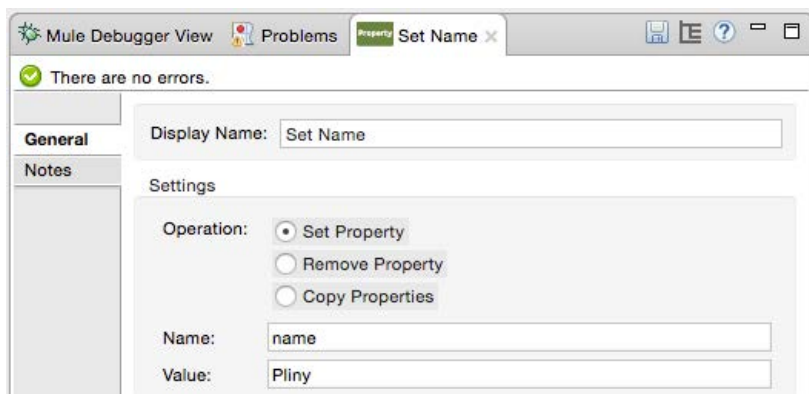 Mule Debugger View Problems Property Set Name
There are no errors.
General
Notes
Display Name: Set Name
Settings
Operation: Set Property
Remove Property
Copy Properties
Name: name
Value: Pliny